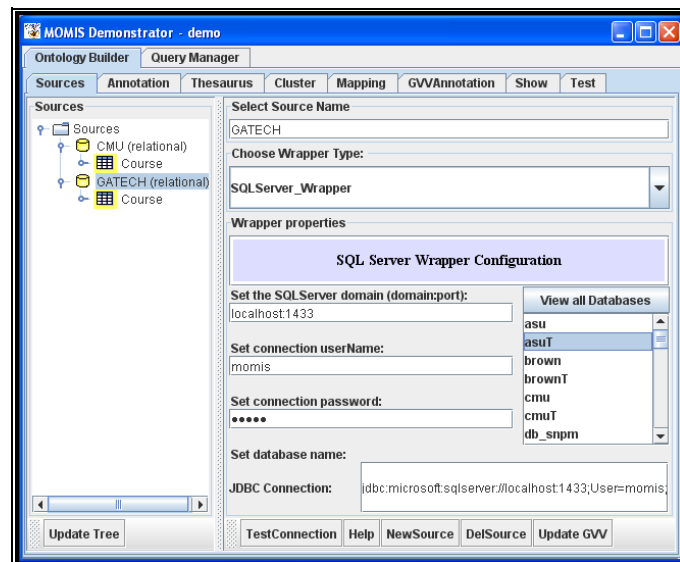 MOMIS Demonstrator - demo
Ontology Builder Query Manager
Sources Annotation Thesaurus Cluster Mapping GVVAnnotation Show Test
Sources
Sources
CMU (relational)
Course
GATECH (relational)
Course
Update Tree
Select Source Name
GATECH
Choose Wrapper Type:
SQLServer_Wrapper
Wrapper properties
SQL Server Wrapper Configuration
Set the SQLServer domain (domain:port):
localhost:1433
Set connection userName:
momis
Set connection password:
•••••
View all Databases
asu
asuT
brown
brownT
cmu
cmuT
db_snpm
Set database name:
JDBC Connection: jdbc:microsoft:sqlserver://localhost:1433;User=momis;
TestConnection Help NewSource DelSource Update GVV